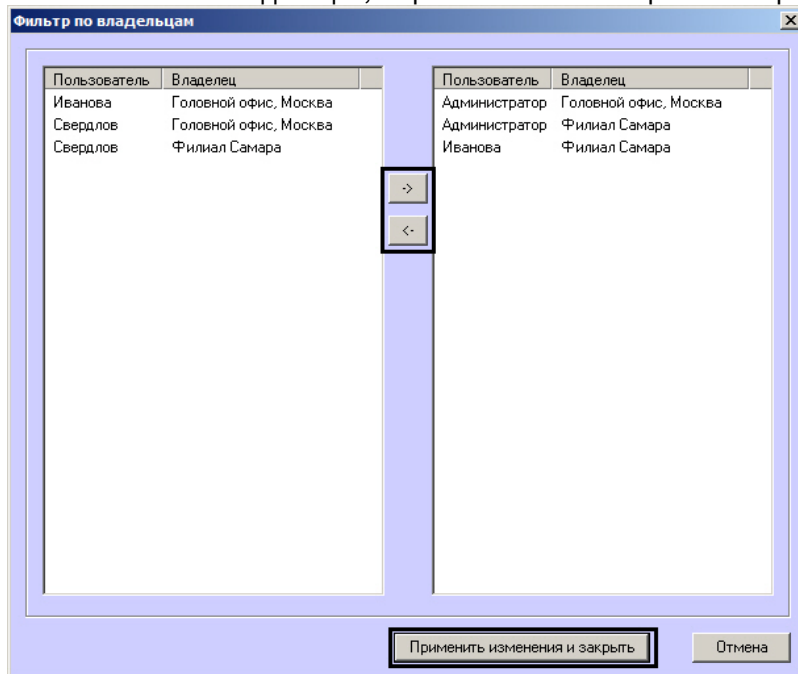 Фильтр по владельцам
Пользователь Владелец
Иванова Головной офис, Москва
Свердлов Головной офис, Москва
Свердлов Филиал Самара
Пользователь Владелец
Администратор Головной офис, Москва
Администратор Филиал Самара
Иванова Филиал Самара
->
<-
Применить изменения и закрыть
Отмена